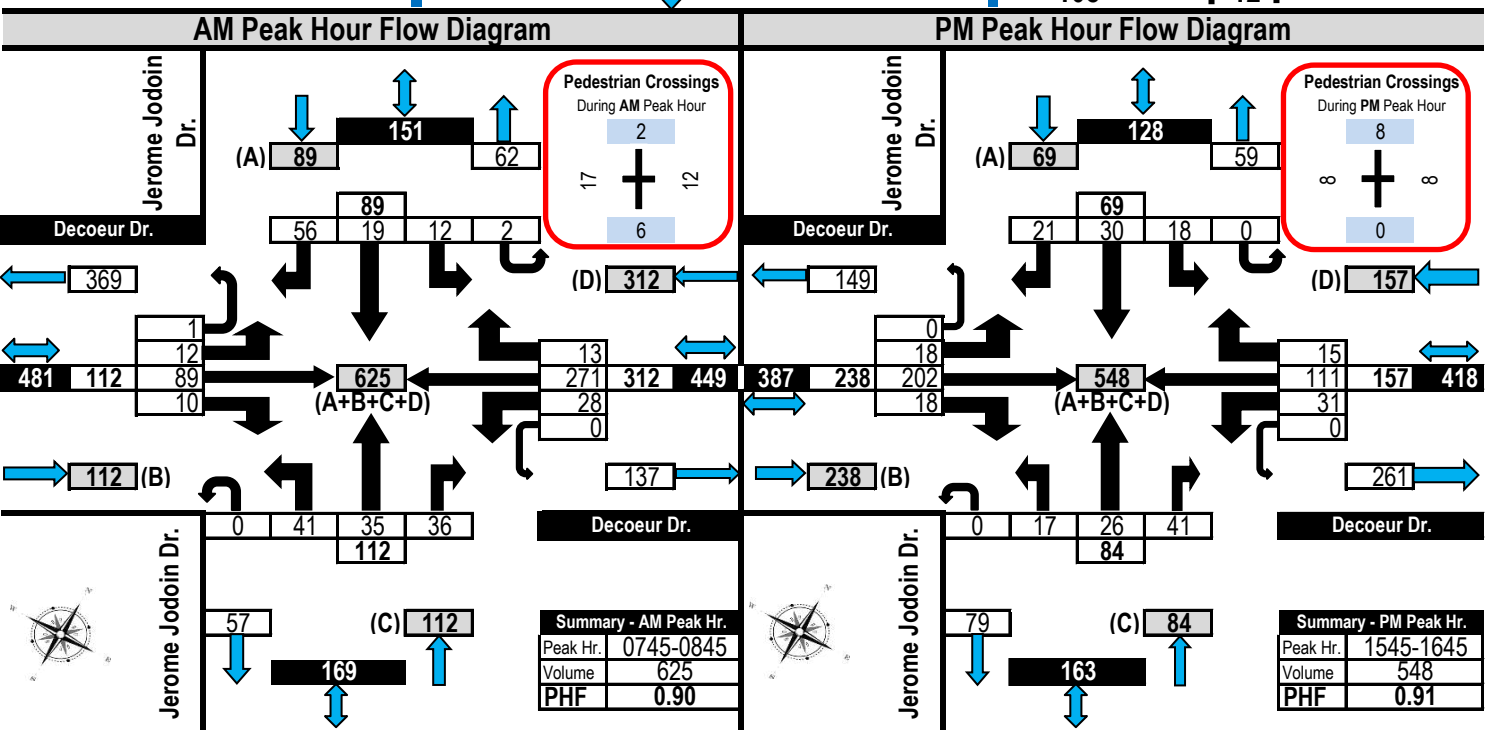 AM Peak Hour Flow Diagram
Jerome Jodoin
Dr.
Decoeur Dr.
Pedestrian Crossings
During AM Peak Hour
2
17
12
6
151
(A) 89
62
89
56 19 12 2
369
(D) 312
1
12
481 112 89
10
625
(A+B+C+D)
13
271 312 449
28
0
112 (B)
137
0 41 35 36
112
Decoeur Dr.
Jerome Jodoin Dr.
57
(C) 112
169
Summary - AM Peak Hr.
Peak Hr. 0745-0845
Volume 625
PHF 0.90
PM Peak Hour Flow Diagram
Jerome Jodoin
Dr.
Decoeur Dr.
Pedestrian Crossings
During PM Peak Hour
8
8
8
0
128
(A) 69
59
69
21 30 18 0
149
(D) 157
0
18
387 238 202
18
548
(A+B+C+D)
15
111 157 418
31
0
238 (B)
261
0 17 26 41
84
Decoeur Dr.
Jerome Jodoin Dr.
79
(C) 84
163
Summary - PM Peak Hr.
Peak Hr. 1545-1645
Volume 548
PHF 0.91